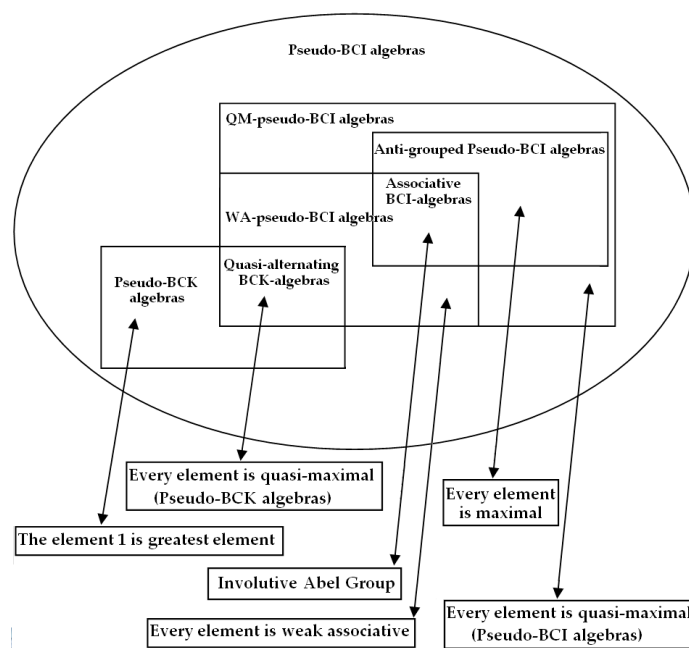 Pseudo-BCI algebras
QM-pseudo-BCI algebras
Anti-grouped Pseudo-BCI algebras
Associative
BCI-algebras
WA-pseudo-BCI algebras
Pseudo-BCK
algebras
Quasi-alternating
BCK-algebras
Every element is quasi-maximal
(Pseudo-BCK algebras)
Every element
is maximal
The element 1 is greatest element
Involutive Abel Group
Every element is weak associative
Every element is quasi-maximal
(Pseudo-BCI algebras)